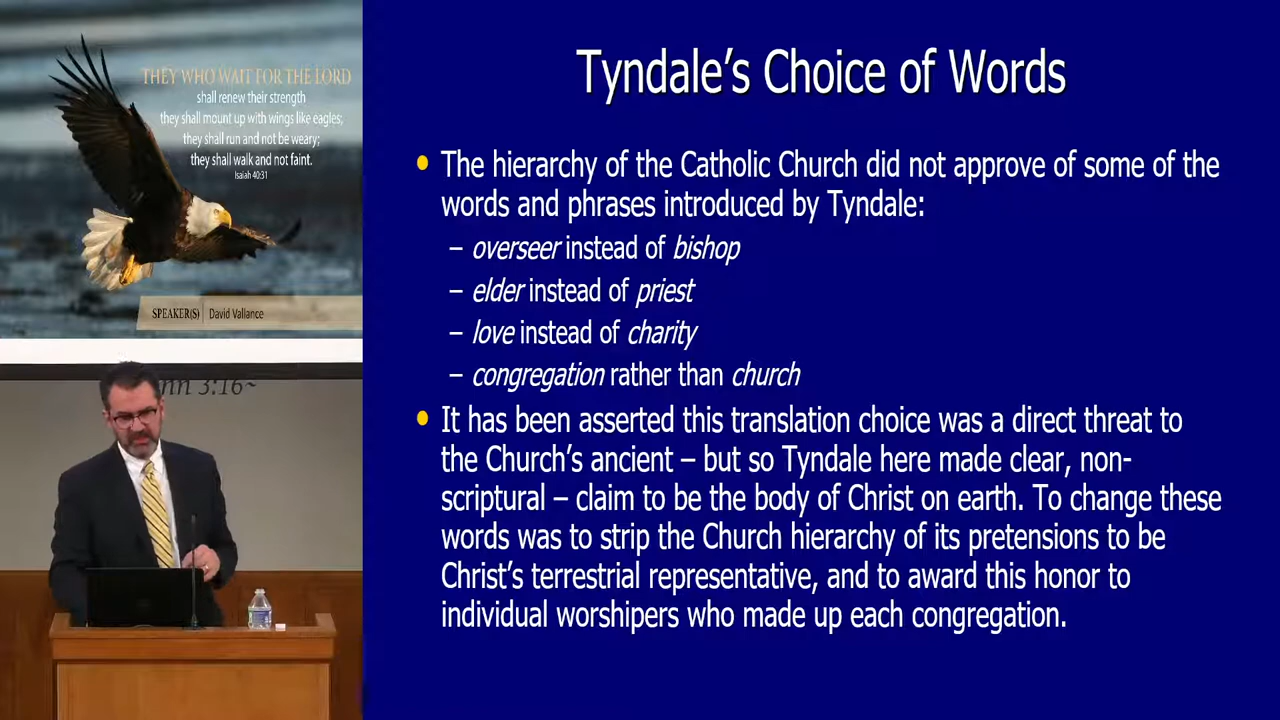 THEY WHO WAIT FOR THE LORD
shall renew their strength
they shall mount up with wings like eagles;
they shall run and not be weary;
they shall walk and not faint.
Isaiah 40:31
SPEAKER(S) David Vallance
3:16~
Tyndale's Choice of Words
• The hierarchy of the Catholic Church did not approve of some of the
words and phrases introduced by Tyndale:
– overseer instead of bishop
– elder instead of priest
– love instead of charity
– congregation rather than church
• It has been asserted this translation choice was a direct threat to
the Church's ancient – but so Tyndale here made clear, non-
scriptural – claim to be the body of Christ on earth. To change these
words was to strip the Church hierarchy of its pretensions to be
Christ's terrestrial representative, and to award this honor to
individual worshipers who made up each congregation.